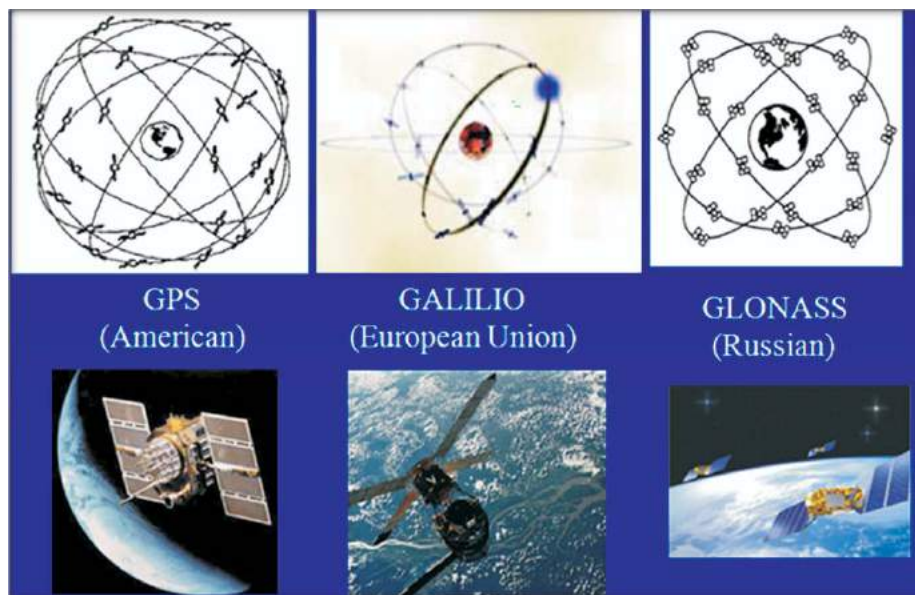 GPS
(American)
GALILIO
(European Union)
GLONASS
(Russian)